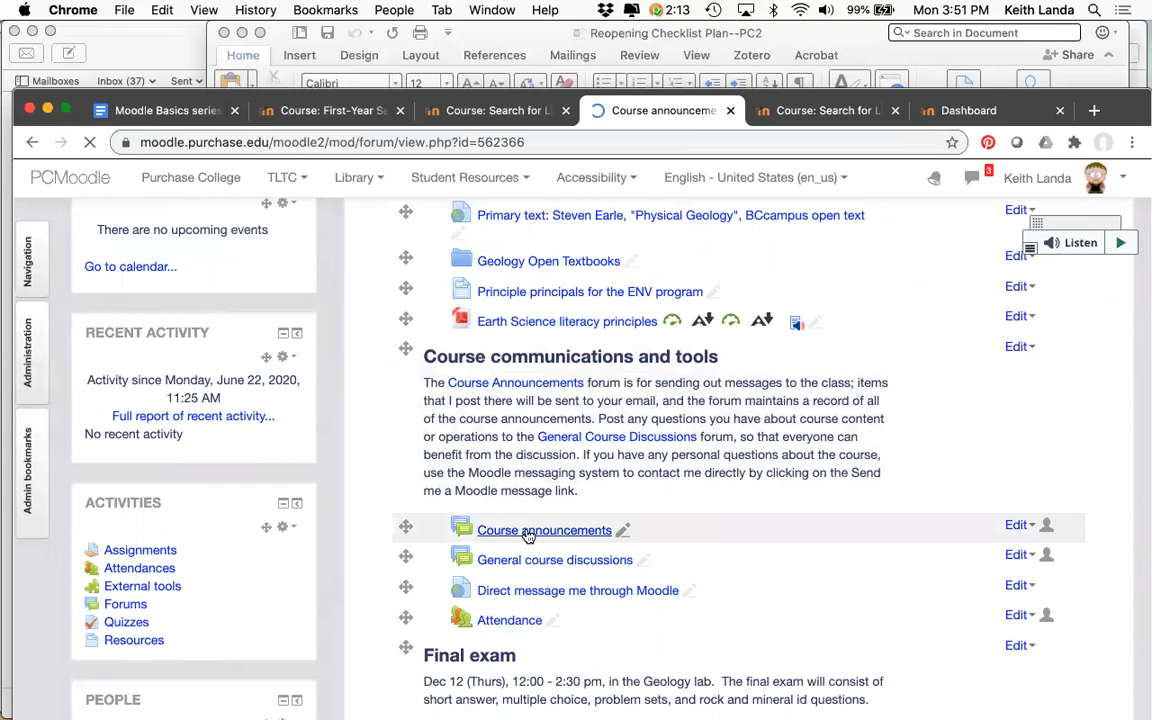 Chrome File Edit View History Bookmarks People Tab Window Help 2:13 99% Mon 3:51 PM Keith Landa
Reopening Checklist Plan--PC2 Search in Document
Home Insert Design Layout References Mailings Review View Zotero Acrobat Share
Mailboxes Inbox (37) Sent Calibri 12
Moodle Basics series Course: First-Year Se Course: Search for L Course announceme Course: Search for L Dashboard
moodle.purchase.edu/moodle2/mod/forum/view.php?id=562366
PCMoodle Purchase College TLTC Library Student Resources Accessibility English - United States (en_us) 3 Keith Landa
Navigation
Administration
Admin bookmarks
There are no upcoming events
Go to calendar...
RECENT ACTIVITY
Activity since Monday, June 22, 2020,
11:25 AM
Full report of recent activity...
No recent activity
ACTIVITIES
Assignments
Attendances
External tools
Forums
Quizzes
Resources
PEOPLE
Primary text: Steven Earle, "Physical Geology", BCcampus open text Edit
Listen
Geology Open Textbooks Edit
Principle principals for the ENV program Edit
Earth Science literacy principles Edit
Course communications and tools Edit
The Course Announcements forum is for sending out messages to the class; items
that I post there will be sent to your email, and the forum maintains a record of all
of the course announcements. Post any questions you have about course content
or operations to the General Course Discussions forum, so that everyone can
benefit from the discussion. If you have any personal questions about the course,
use the Moodle messaging system to contact me directly by clicking on the Send
me a Moodle message link.
Course announcements Edit
General course discussions Edit
Direct message me through Moodle Edit
Attendance Edit
Final exam Edit
Dec 12 (Thurs), 12:00 - 2:30 pm, in the Geology lab. The final exam will consist of
short answer, multiple choice, problem sets, and rock and mineral id questions.